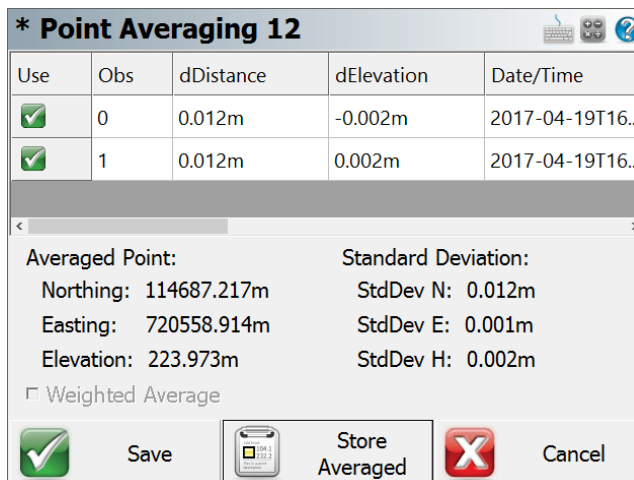 * Point Averaging 12
Use Obs dDistance dElevation Date/Time
0 0.012m -0.002m 2017-04-19T16..
1 0.012m 0.002m 2017-04-19T16..
Averaged Point: Standard Deviation:
Northing: 114687.217m StdDev N: 0.012m
Easting: 720558.914m StdDev E: 0.001m
Elevation: 223.973m StdDev H: 0.002m
Weighted Average
Save Store Averaged Cancel